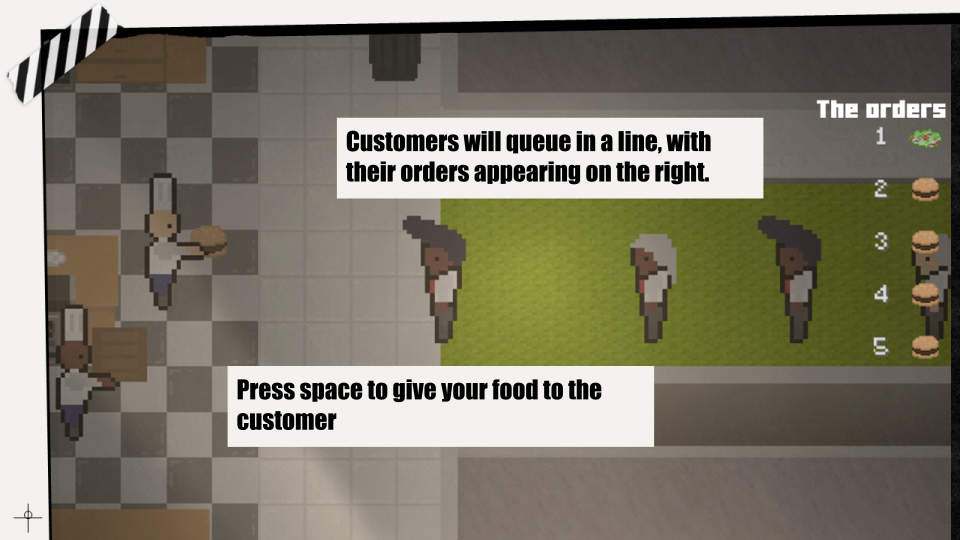 The orders
1
Customers will queue in a line, with
their orders appearing on the right.
2
3
4
5
Press space to give your food to the
customer